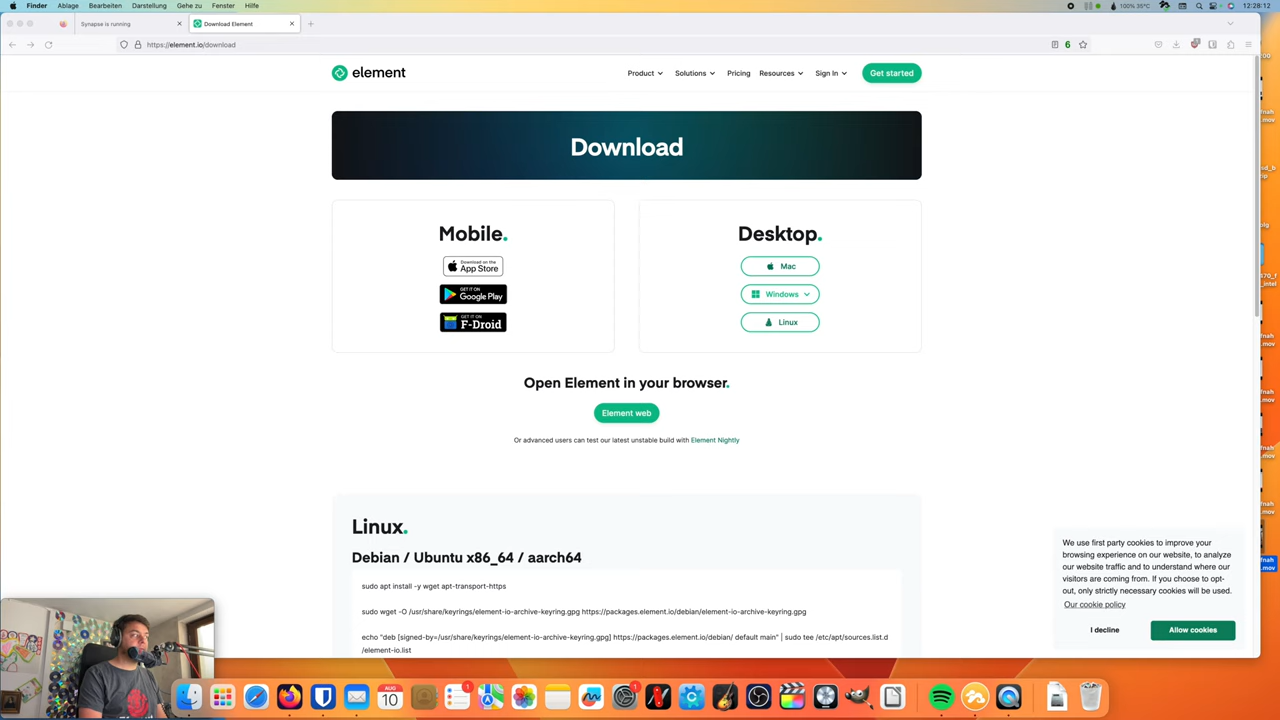 Finder Ablage Bearbeiten Darstellung Gehe zu Fenster Hilfe 100% 35°C 12:28:12
Synapse is running Download Element
https://element.io/download 6
element Product Solutions Pricing Resources Sign In Get started
Download
Mobile.
Download on the
App Store
GET IT ON
Google Play
GET IT ON
F-Droid
Desktop.
Mac
Windows
Linux
Open Element in your browser.
Element web
Or advanced users can test our latest unstable build with Element Nightly
Linux.
Debian / Ubuntu x86_64 / aarch64
sudo apt install -y wget apt-transport-https
sudo wget -O /usr/share/keyrings/element-io-archive-keyring.gpg https://packages.element.io/debian/element-io-archive-keyring.gpg
echo "deb [signed-by=/usr/share/keyrings/element-io-archive-keyring.gpg] https://packages.element.io/debian/ default main" | sudo tee /etc/apt/sources.list.d
/element-io.list
We use first party cookies to improve your
browsing experience on our website, to analyze
our website traffic and to understand where our
visitors are coming from. If you choose to opt-
out, only strictly necessary cookies will be used.
Our cookie policy
I decline Allow cookies
AUG
10
1
1